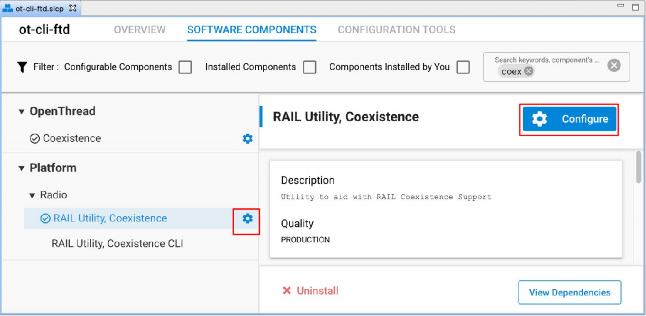 ot-cli-ftd.slcp
ot-cli-ftd OVERVIEW SOFTWARE COMPONENTS CONFIGURATION TOOLS
Filter : Configurable Components Installed Components Components Installed by You
Search keywords, component's ...
coex
OpenThread
Coexistence
Platform
Radio
RAIL Utility, Coexistence
RAIL Utility, Coexistence CLI
RAIL Utility, Coexistence
Configure
Description
Utility to aid with RAIL Coexistence Support
Quality
PRODUCTION
Uninstall
View Dependencies